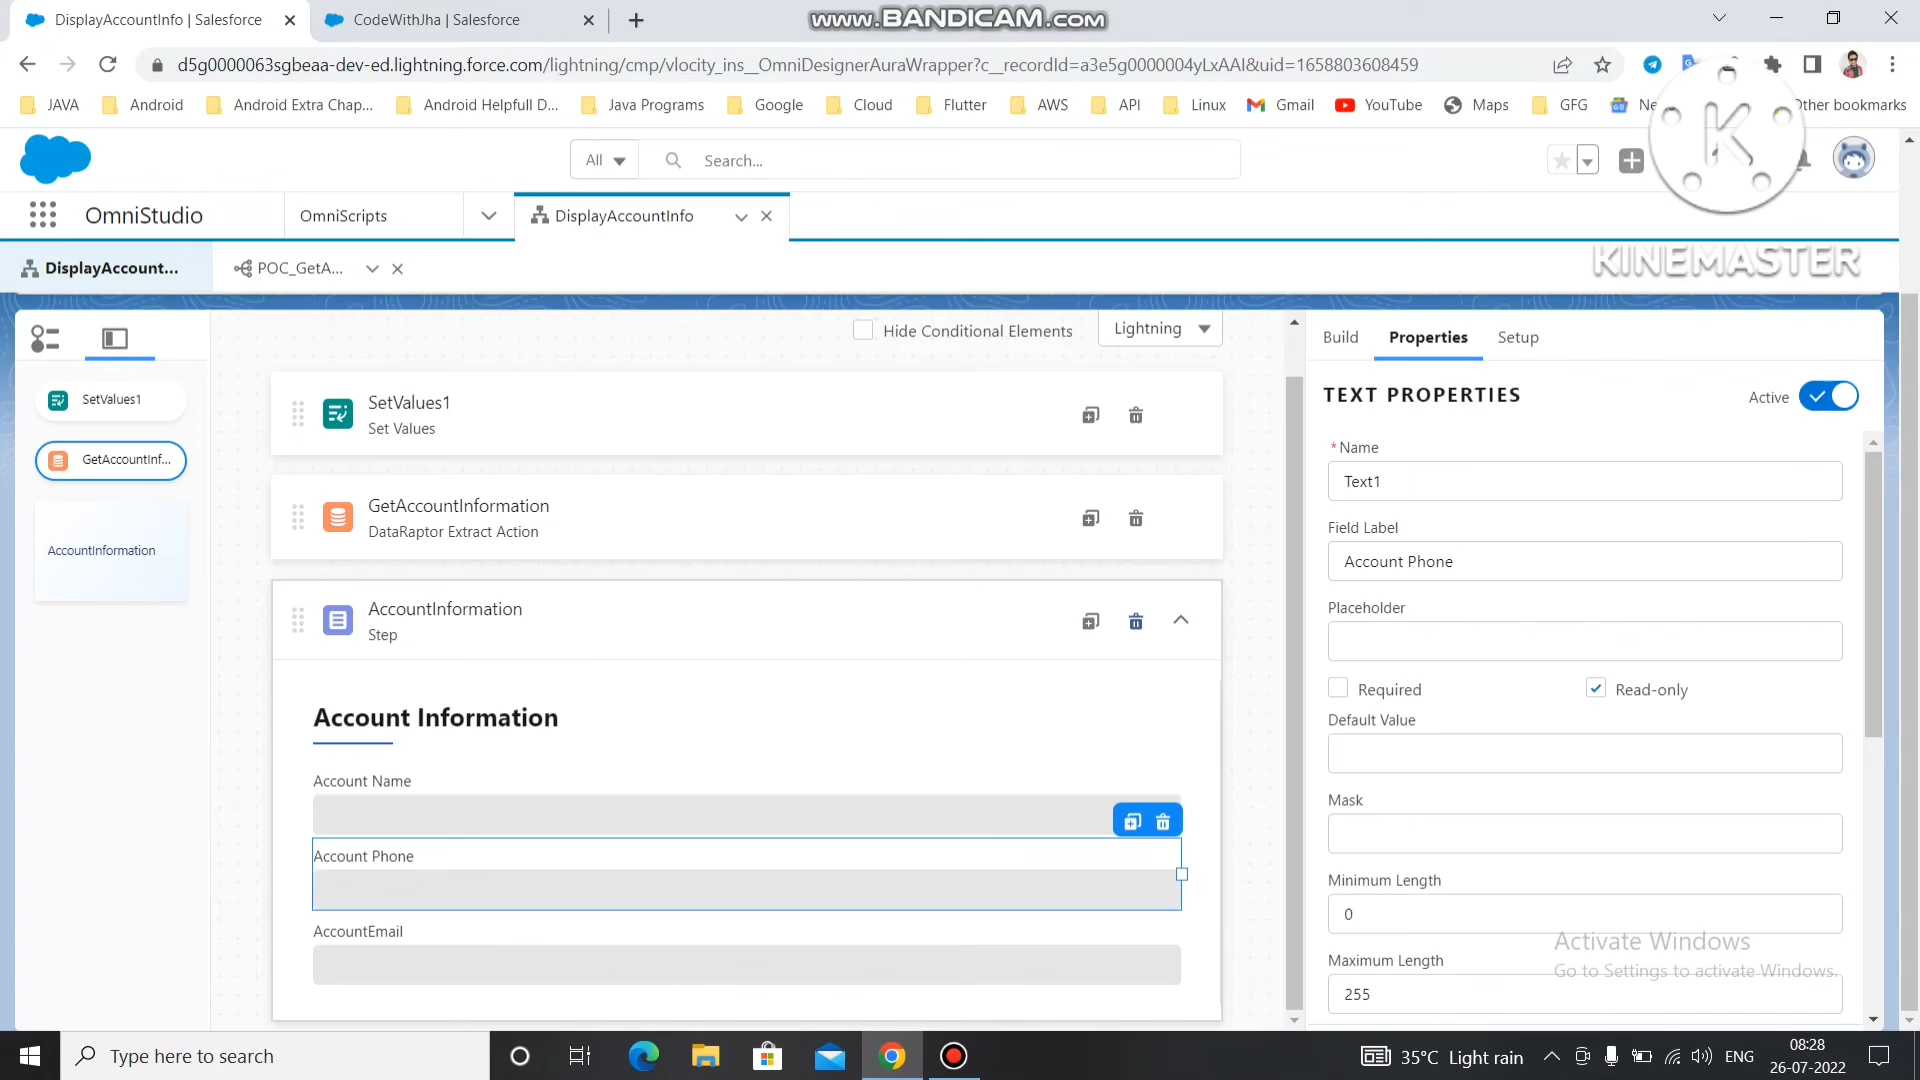 DisplayAccountInfo | Salesforce
CodeWithJha | Salesforce
www.BANDICAM.com
d5g0000063sgbeaa-dev-ed.lightning.force.com/lightning/cmp/vlocity_ins__OmniDesignerAuraWrapper?c__recordId=a3e5g0000004yLxAAI&uid=1658803608459
JAVA Android Android Extra Chap... Android Helpfull D... Java Programs Google Cloud Flutter AWS API Linux Gmail YouTube Maps GFG Other bookmarks
All Search...
K
OmniStudio OmniScripts DisplayAccountInfo
DisplayAccount... POC_GetA...
KINEMASTER
Hide Conditional Elements Lightning
Build Properties Setup
SetValues1
GetAccountInf...
AccountInformation
SetValues1
Set Values
GetAccountInformation
DataRaptor Extract Action
AccountInformation
Step
Account Information
Account Name
Account Phone
AccountEmail
TEXT PROPERTIES Active
* Name
Text1
Field Label
Account Phone
Placeholder
Required Read-only
Default Value
Mask
Minimum Length
0
Maximum Length
255
Activate Windows
Go to Settings to activate Windows.
Type here to search
35°C Light rain
ENG
08:28
26-07-2022